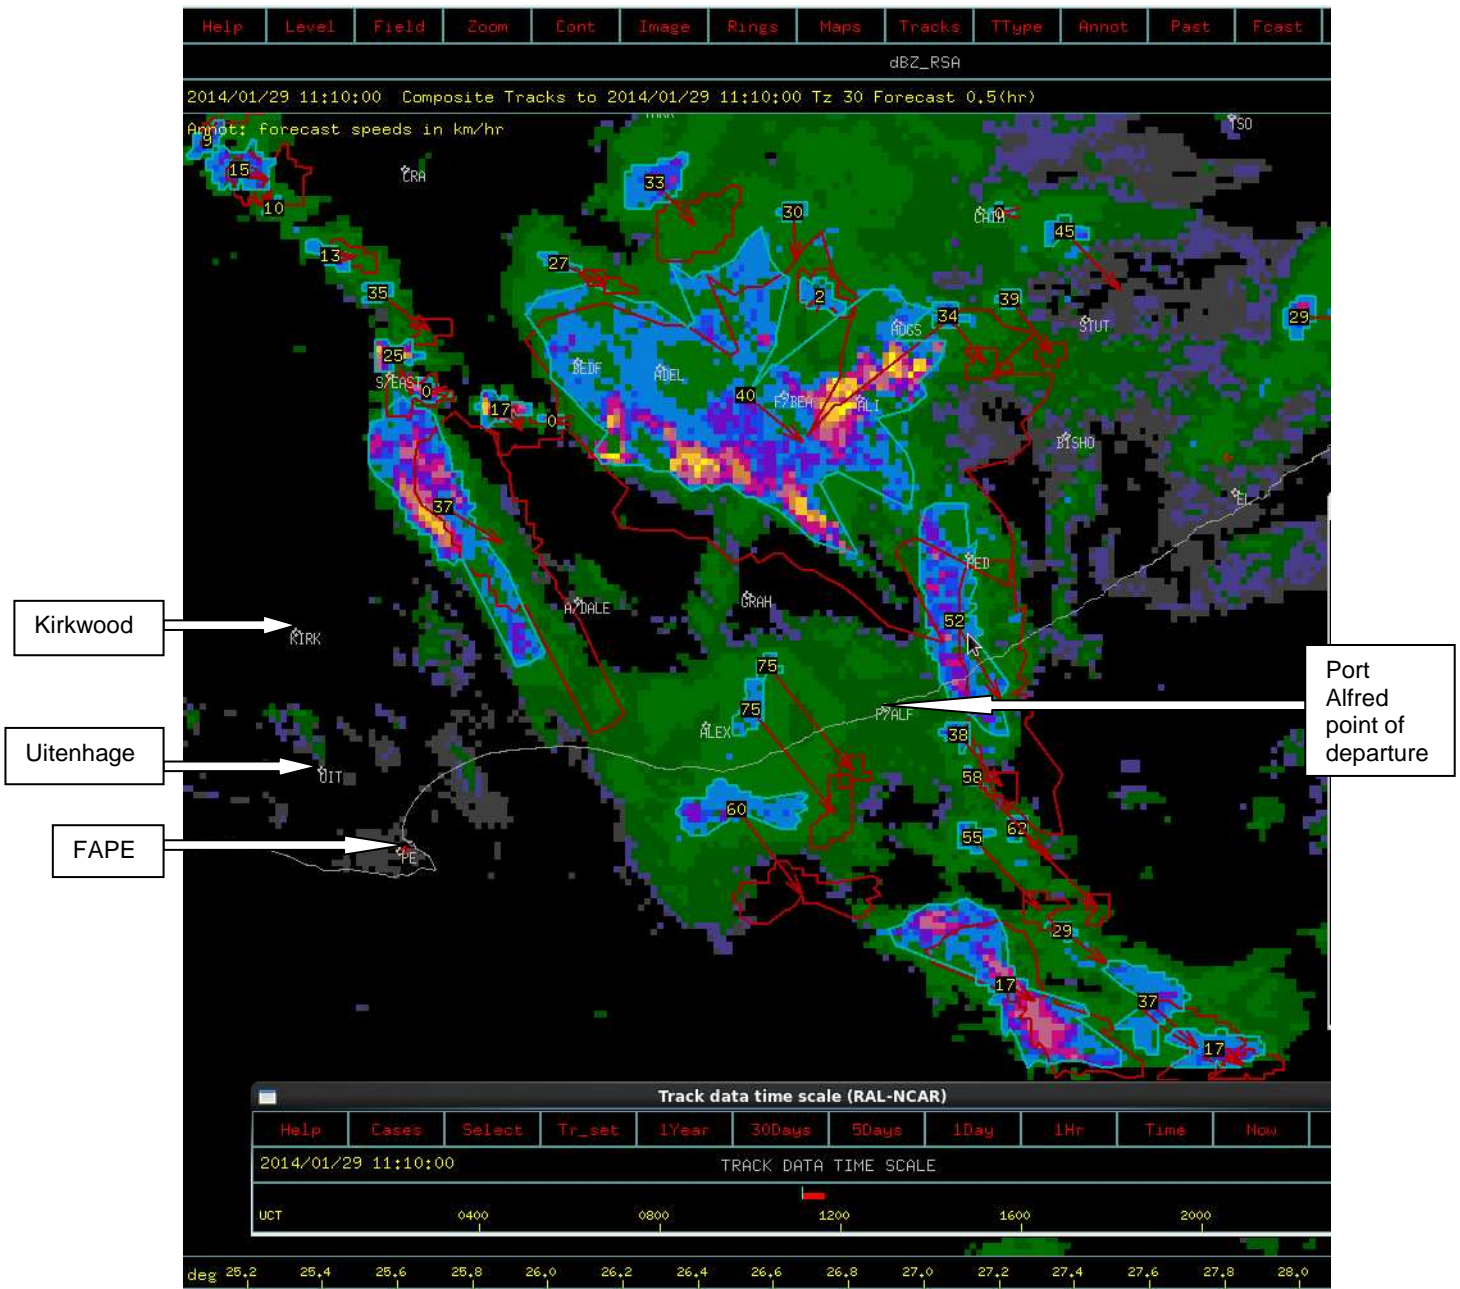 Help Level Field Zoom Cont Image Rings Maps Tracks TType Annot Past Fcast
dBZ_RSA
2014/01/29 11:10:00 Composite Tracks to 2014/01/29 11:10:00 Tz 30 Forecast 0.5(hr)
Annot: forecast speeds in km/hr
TSO
9
15
CRA
33
10
30
CATH
0
45
13
27
35
2
39
34
29
AUGS
STUT
25
BEDF
ADEL
S/EAST
0
40
F/BEA
ALI
17
0
BISHO
37
EL
PED
A/DALE
GRAH
Kirkwood
KIRK
52
75
Port
Alfred
point of
departure
75
P/ALF
ALEX
38
Uitenhage
UIT
58
60
62
55
FAPE
PE
29
17
37
17
Track data time scale (RAL-NCAR)
Help Cases Select Tr_set 1Year 30Days 5Days 1Day 1Hr Time Now
2014/01/29 11:10:00 TRACK DATA TIME SCALE
UCT 0400 0800 1200 1600 2000
deg 25.2 25.4 25.6 25.8 26.0 26.2 26.4 26.6 26.8 27.0 27.2 27.4 27.6 27.8 28.0